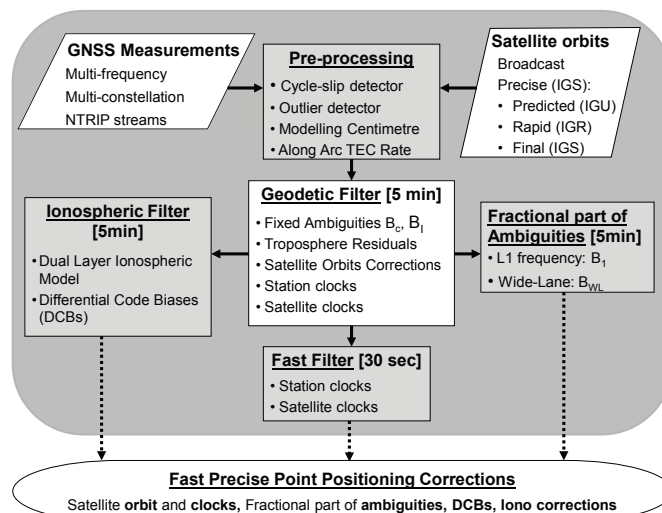 GNSS Measurements
Multi-frequency
Multi-constellation
NTRIP streams
Pre-processing
• Cycle-slip detector
• Outlier detector
• Modelling Centimetre
• Along Arc TEC Rate
Satellite orbits
Broadcast
Precise (IGS):
• Predicted (IGU)
• Rapid (IGR)
• Final (IGS)
Ionospheric Filter
[5min]
• Dual Layer Ionospheric
Model
• Differential Code Biases
(DCBs)
Geodetic Filter [5 min]
• Fixed Ambiguities Bc, BI
• Troposphere Residuals
• Satellite Orbits Corrections
• Station clocks
• Satellite clocks
Fractional part of
Ambiguities [5min]
• L1 frequency: B1
• Wide-Lane: BWL
Fast Filter [30 sec]
• Station clocks
• Satellite clocks
Fast Precise Point Positioning Corrections
Satellite orbit and clocks, Fractional part of ambiguities, DCBs, Iono corrections